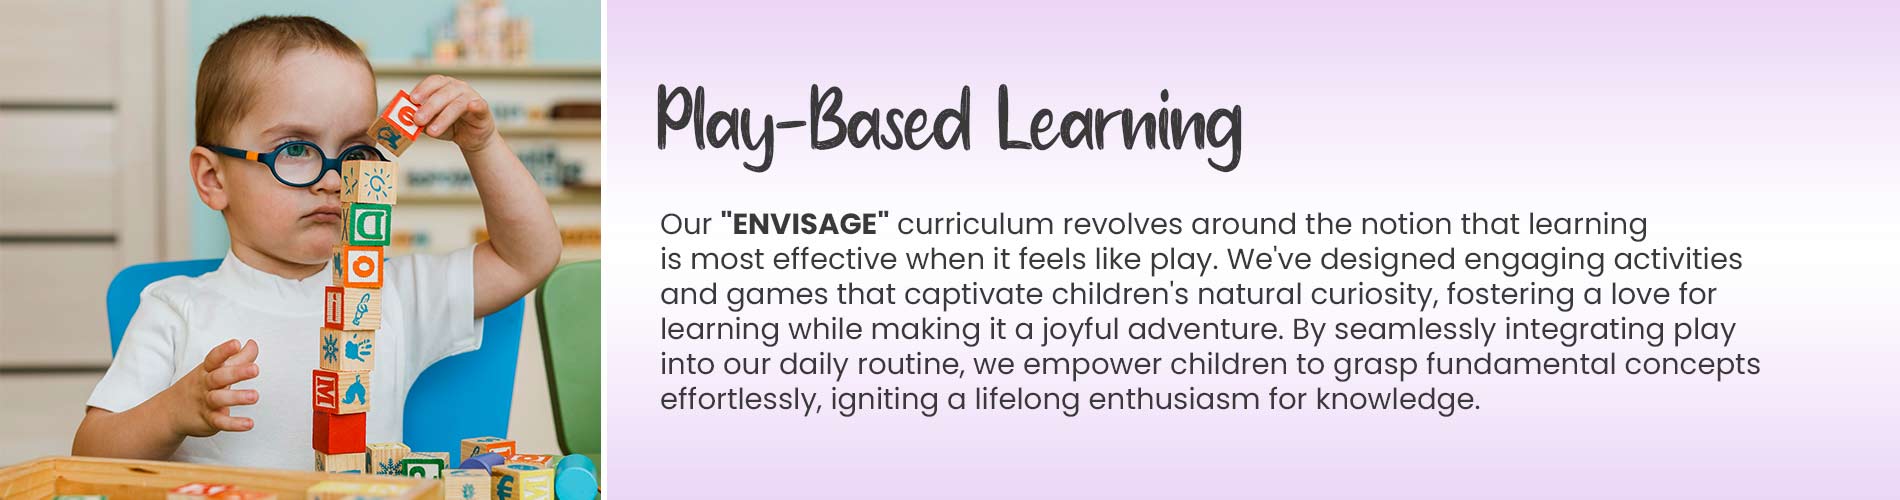 Play-Based Learning
Our "ENVISAGE" curriculum revolves around the notion that learning
is most effective when it feels like play. We've designed engaging activities
and games that captivate children's natural curiosity, fostering a love for
learning while making it a joyful adventure. By seamlessly integrating play
into our daily routine, we empower children to grasp fundamental concepts
effortlessly, igniting a lifelong enthusiasm for knowledge.
e
D
O
i
M